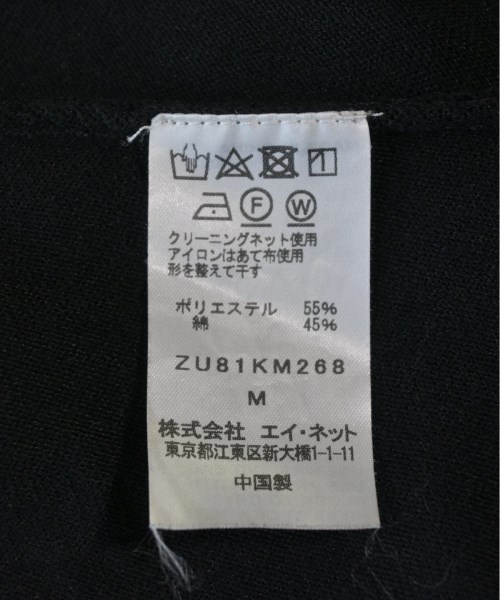 F W
クリーニングネット使用
アイロンはあて布使用
形を整えて干す
ポリエステル 55%
綿 45%
ZU81KM268
M
株式会社 エイ・ネット
東京都江東区新大橋1-1-11
中国製